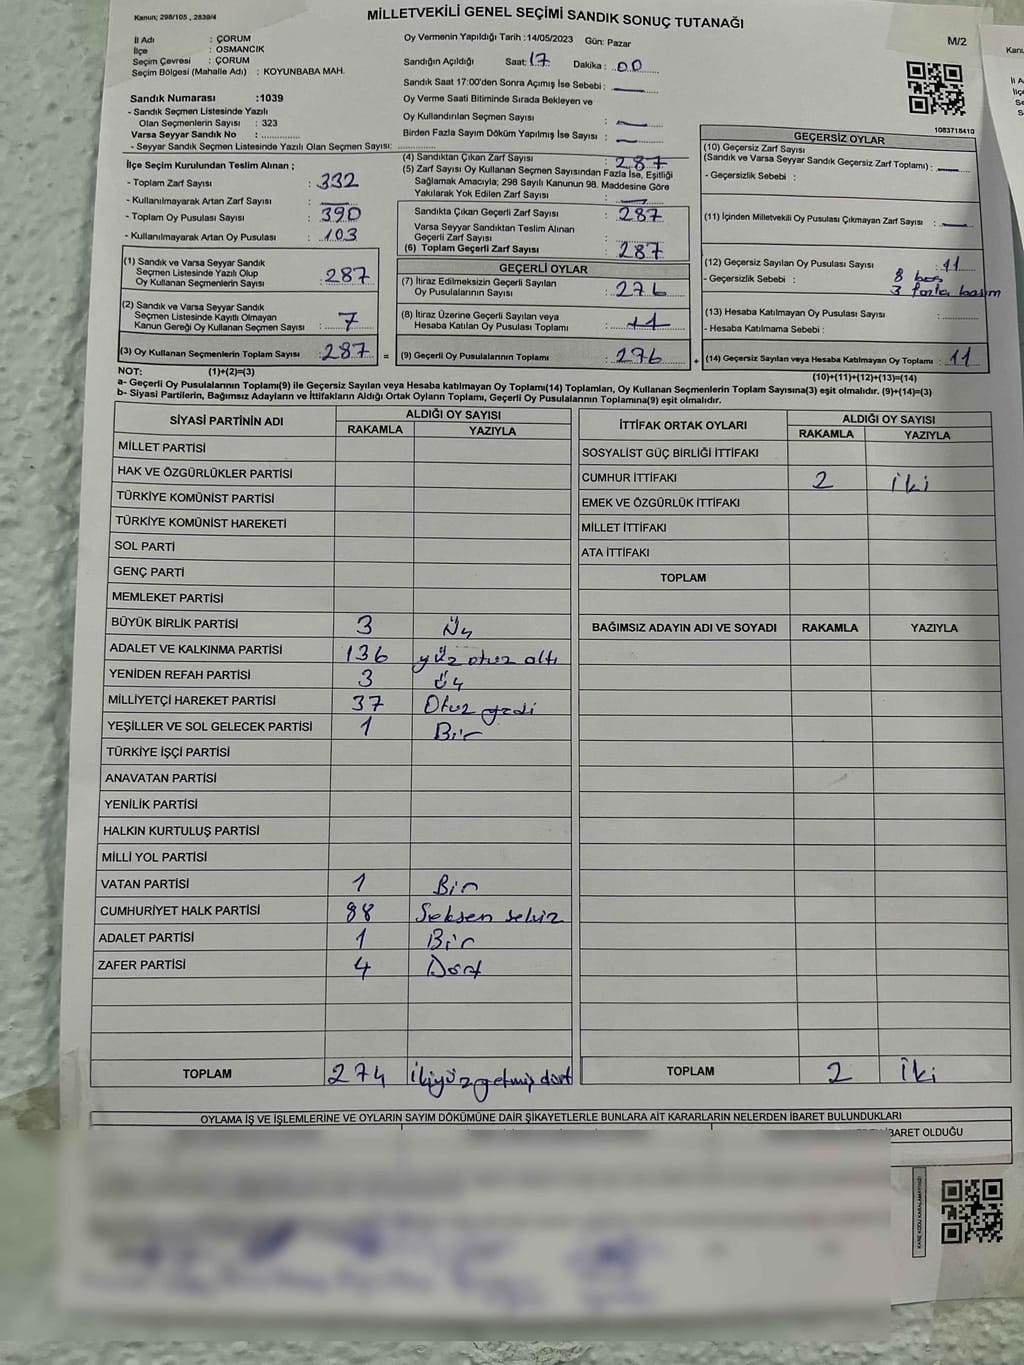 Kanun; 298/105 , 2839/4
MİLLETVEKİLİ GENEL SEÇİMİ SANDIK SONUÇ TUTANAĞI
M/2
İl Adı : ÇORUM
İlçe : OSMANCIK
Seçim Çevresi : ÇORUM
Seçim Bölgesi (Mahalle Adı) : KOYUNBABA MAH.
Sandık Numarası :1039
- Sandık Seçmen Listesinde Yazılı
Olan Seçmenlerin Sayısı : 323
Varsa Seyyar Sandık No : ..............
- Seyyar Sandık Seçmen Listesinde Yazılı Olan Seçmen Sayısı: ..............
Oy Vermenin Yapıldığı Tarih :14/05/2023 Gün: Pazar
Sandığın Açıldığı Saat: 17 Dakika : 00
Sandık Saat 17:00'den Sonra Açımış İse Sebebi : —
Oy Verme Saati Bitiminde Sırada Bekleyen ve
Oy Kullandırılan Seçmen Sayısı : —
Birden Fazla Sayım Döküm Yapılmış İse Sayısı : —
1083718410
İlçe Seçim Kurulundan Teslim Alınan ;
- Toplam Zarf Sayısı : 332
- Kullanılmayarak Artan Zarf Sayısı : —
- Toplam Oy Pusulası Sayısı : 390
- Kullanılmayarak Artan Oy Pusulası : 103
(1) Sandık ve Varsa Seyyar Sandık
Seçmen Listesinde Yazılı Olup
Oy Kullanan Seçmenlerin Sayısı : 287
(2) Sandık ve Varsa Seyyar Sandık
Seçmen Listesinde Kayıtlı Olmayan
Kanun Gereği Oy Kullanan Seçmen Sayısı : 7
(3) Oy Kullanan Seçmenlerin Toplam Sayısı : 287 =
(4) Sandıktan Çıkan Zarf Sayısı : 287
(5) Zarf Sayısı Oy Kullanan Seçmen Sayısından Fazla İse, Eşitliği
Sağlamak Amacıyla; 298 Sayılı Kanunun 98. Maddesine Göre
Yakılarak Yok Edilen Zarf Sayısı : —
Sandıkta Çıkan Geçerli Zarf Sayısı : 287
Varsa Seyyar Sandıktan Teslim Alınan
Geçerli Zarf Sayısı :
(6) Toplam Geçerli Zarf Sayısı : 287
GEÇERLİ OYLAR
(7) İtiraz Edilmeksizin Geçerli Sayılan
Oy Pusulalarının Sayısı : 276
(8) İtiraz Üzerine Geçerli Sayılan veya
Hesaba Katılan Oy Pusulası Toplamı : 11
(9) Geçerli Oy Pusulalarının Toplamı : 276 +
GEÇERSİZ OYLAR
(10) Geçersiz Zarf Sayısı
(Sandık ve Varsa Seyyar Sandık Geçersiz Zarf Toplamı) : —
- Geçersizlik Sebebi :
(11) İçinden Milletvekili Oy Pusulası Çıkmayan Zarf Sayısı : —
(12) Geçersiz Sayılan Oy Pusulası Sayısı : 11
- Geçersizlik Sebebi : 8 boş
3 fazla basım
(13) Hesaba Katılmayan Oy Pusulası Sayısı :
- Hesaba Katılmama Sebebi :
(14) Geçersiz Sayılan veya Hesaba Katılmayan Oy Toplamı : 11
NOT: (1)+(2)=(3)
(10)+(11)+(12)+(13)=(14)
a- Geçerli Oy Pusulalarının Toplamı(9) ile Geçersiz Sayılan veya Hesaba katılmayan Oy Toplamı(14) Toplamları, Oy Kullanan Seçmenlerin Toplam Sayısına(3) eşit olmalıdır. (9)+(14)=(3)
b- Siyasi Partilerin, Bağımsız Adayların ve İttifakların Aldığı Ortak Oyların Toplamı, Geçerli Oy Pusulalarının Toplamına(9) eşit olmalıdır.
SİYASİ PARTİNİN ADI ALDIĞI OY SAYISI
RAKAMLA YAZIYLA
MİLLET PARTİSİ
HAK VE ÖZGÜRLÜKLER PARTİSİ
TÜRKİYE KOMÜNİST PARTİSİ
TÜRKİYE KOMÜNİST HAREKETİ
SOL PARTİ
GENÇ PARTİ
MEMLEKET PARTİSİ
BÜYÜK BİRLİK PARTİSİ 3 Üç
ADALET VE KALKINMA PARTİSİ 136 yüz otuz altı
YENİDEN REFAH PARTİSİ 3 Üç
MİLLİYETÇİ HAREKET PARTİSİ 37 Otuz yedi
YEŞİLLER VE SOL GELECEK PARTİSİ 1 Bir
TÜRKİYE İŞÇİ PARTİSİ
ANAVATAN PARTİSİ
YENİLİK PARTİSİ
HALKIN KURTULUŞ PARTİSİ
MİLLİ YOL PARTİSİ
VATAN PARTİSİ 1 Bir
CUMHURİYET HALK PARTİSİ 88 Seksen sekiz
ADALET PARTİSİ 1 Bir
ZAFER PARTİSİ 4 Dört
TOPLAM 274 İkiyüzyetmiş dört
İTTİFAK ORTAK OYLARI ALDIĞI OY SAYISI
RAKAMLA YAZIYLA
SOSYALİST GÜÇ BİRLİĞİ İTTİFAKI
CUMHUR İTTİFAKI 2 iki
EMEK VE ÖZGÜRLÜK İTTİFAKI
MİLLET İTTİFAKI
ATA İTTİFAKI
TOPLAM
BAĞIMSIZ ADAYIN ADI VE SOYADI RAKAMLA YAZIYLA
TOPLAM 2 İki
OYLAMA İŞ VE İŞLEMLERİNE VE OYLARIN SAYIM DÖKÜMÜNE DAİR ŞİKAYETLERLE BUNLARA AİT KARARLARIN NELERDEN İBARET BULUNDUKLARI
İBARET OLDUĞU